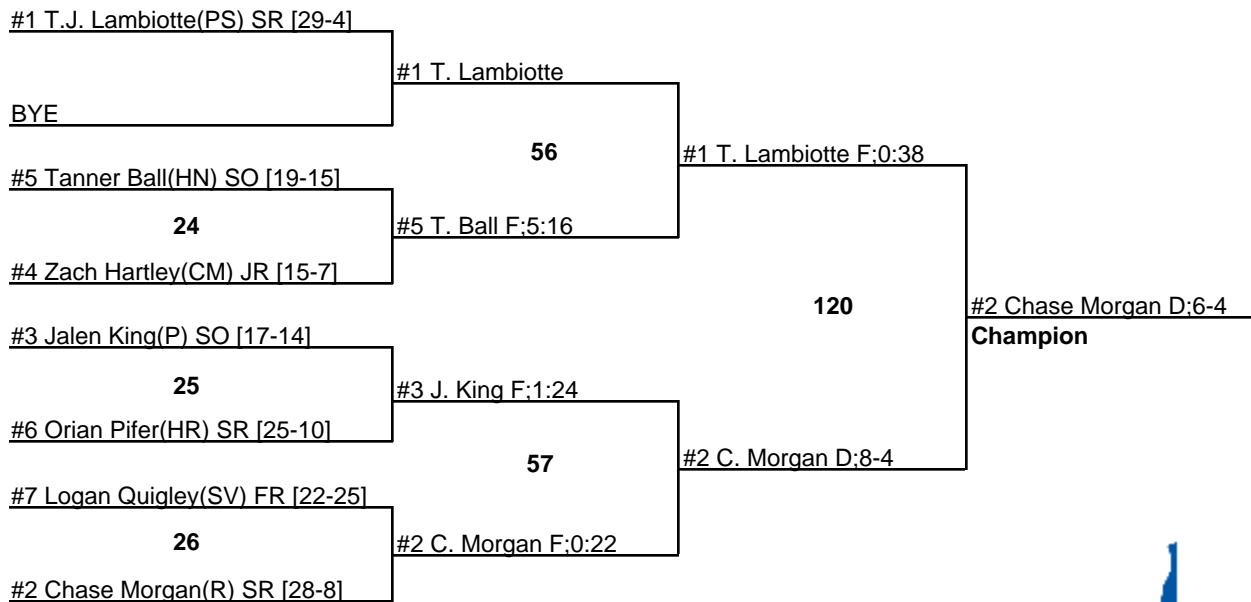 #1 T.J. Lambiotte(PS) SR [29-4]
#1 T. Lambiotte
BYE
56
#1 T. Lambiotte F;0:38
#5 Tanner Ball(HN) SO [19-15]
24
#5 T. Ball F;5:16
#4 Zach Hartley(CM) JR [15-7]
120
#2 Chase Morgan D;6-4
Champion
#3 Jalen King(P) SO [17-14]
25
#3 J. King F;1:24
#6 Orian Pifer(HR) SR [25-10]
57
#2 C. Morgan D;8-4
#7 Logan Quigley(SV) FR [22-25]
26
#2 C. Morgan F;0:22
#2 Chase Morgan(R) SR [28-8]